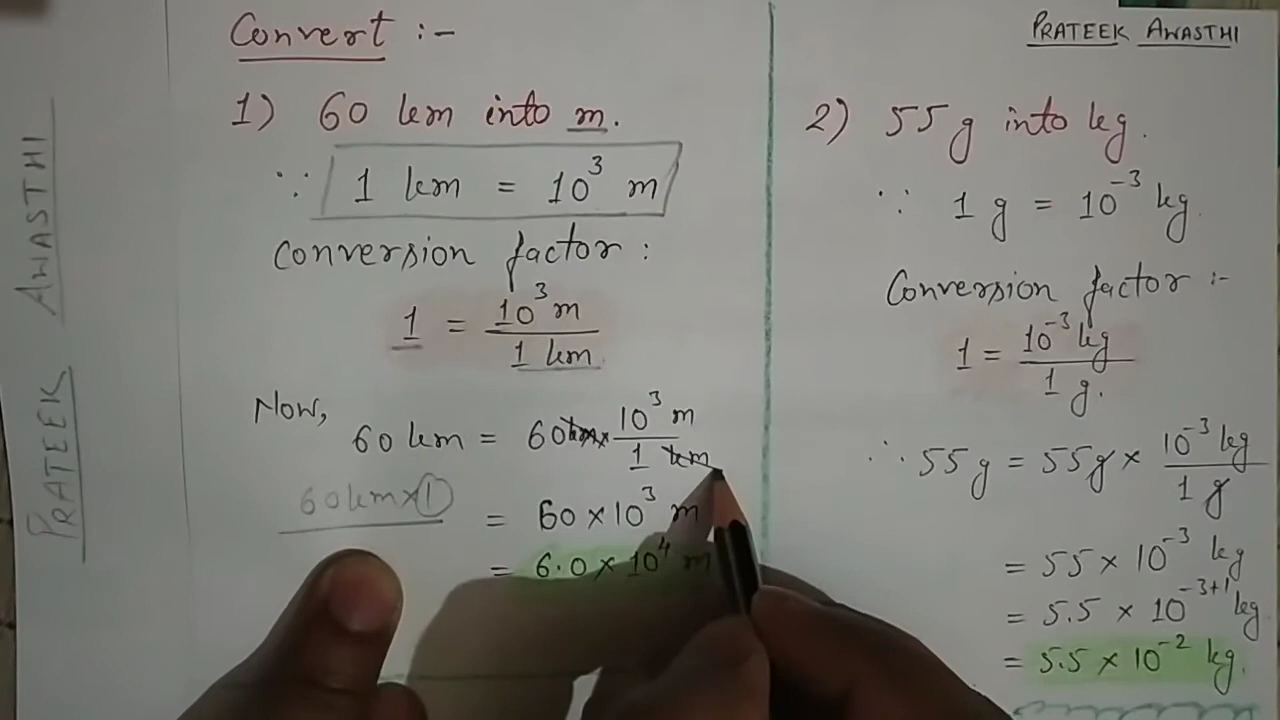 PRATEEK AWASTHI
Convert :-
1) 60 km into m.
∵ 1 km = 10³ m
Conversion factor :
1 = 10³ m / 1 km
Now,
60 km = 60 km × 10³ m / 1 km
60 km × 1
= 60 × 10³ m
= 6.0 × 10⁴ m
PRATEEK AWASTHI
2) 55 g into kg.
∵ 1 g = 10⁻³ kg.
Conversion factor :-
1 = 10⁻³ kg / 1 g.
∴ 55 g = 55 g × 10⁻³ kg / 1 g
= 55 × 10⁻³ kg
= 5.5 × 10⁻³⁺¹ kg
= 5.5 × 10⁻² kg.